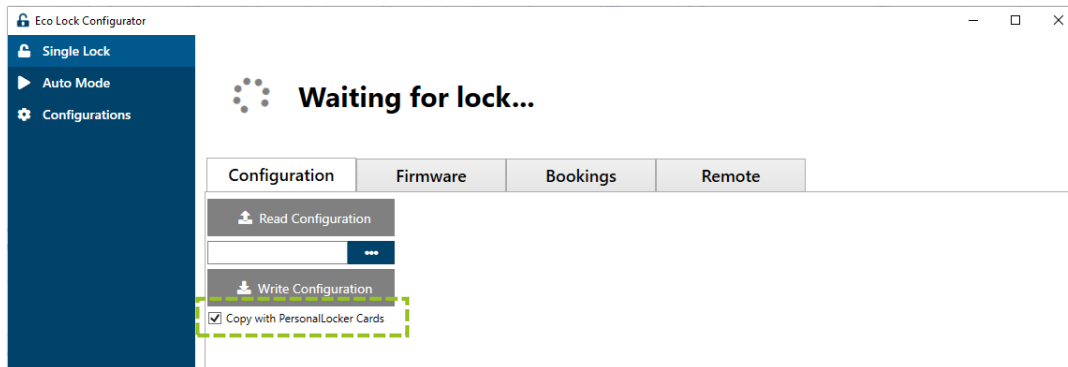 Eco Lock Configurator
Single Lock
Auto Mode
Configurations
Waiting for lock...
Configuration
Firmware
Bookings
Remote
Read Configuration
Write Configuration
Copy with PersonalLocker Cards